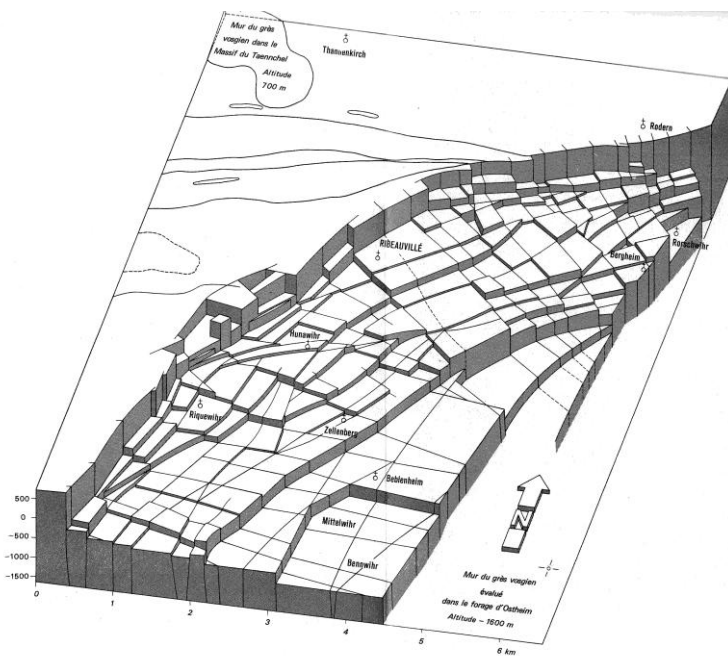 Mur du grès
vosgien dans le
Massif du Taennchel
Altitude
700 m
Thannenkirch
Rodern
Rorschwihr
Bergheim
RIBEAUVILLÉ
Hunawihr
Riquewihr
Zellenberg
Beblenheim
Mittelwihr
Bennwihr
N
Mur du grès vosgien
évalué
dans le forage d'Ostheim
Altitude – 1600 m
500
0
-500
-1000
-1500
0
1
2
3
4
5
6 km